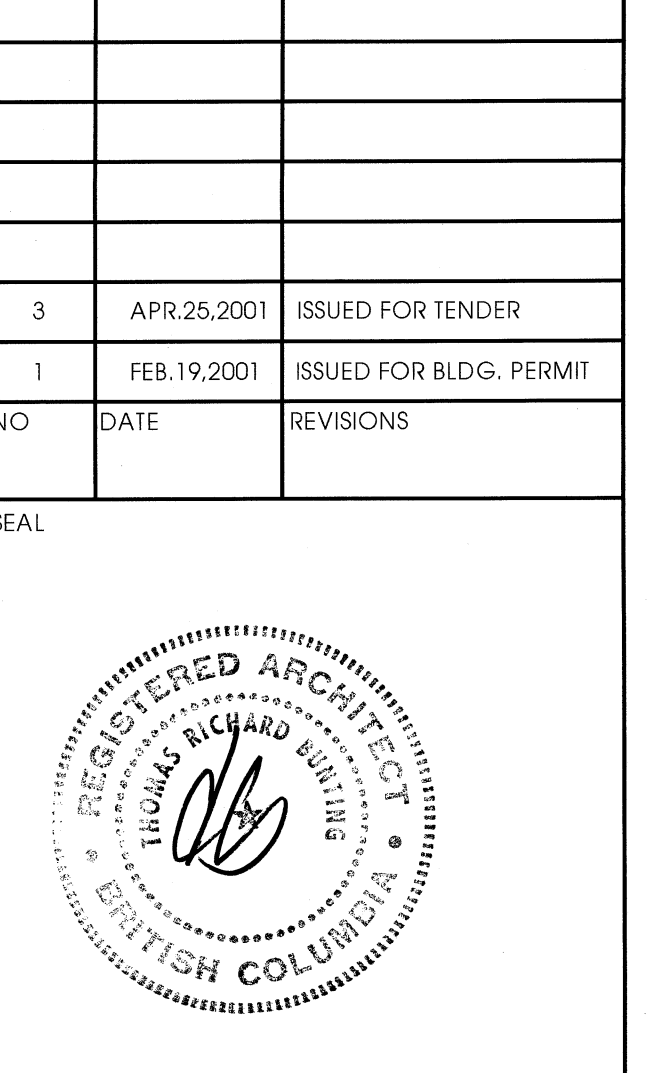 3 APR.25,2001 ISSUED FOR TENDER
1 FEB.19,2001 ISSUED FOR BLDG. PERMIT
NO DATE REVISIONS
SEAL
REGISTERED ARCHITECT
THOMAS RICHARD BUNTING
BRITISH COLUMBIA